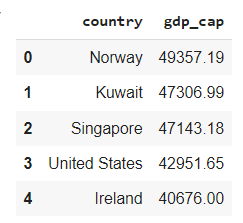 country gdp_cap
0 Norway 49357.19
1 Kuwait 47306.99
2 Singapore 47143.18
3 United States 42951.65
4 Ireland 40676.00